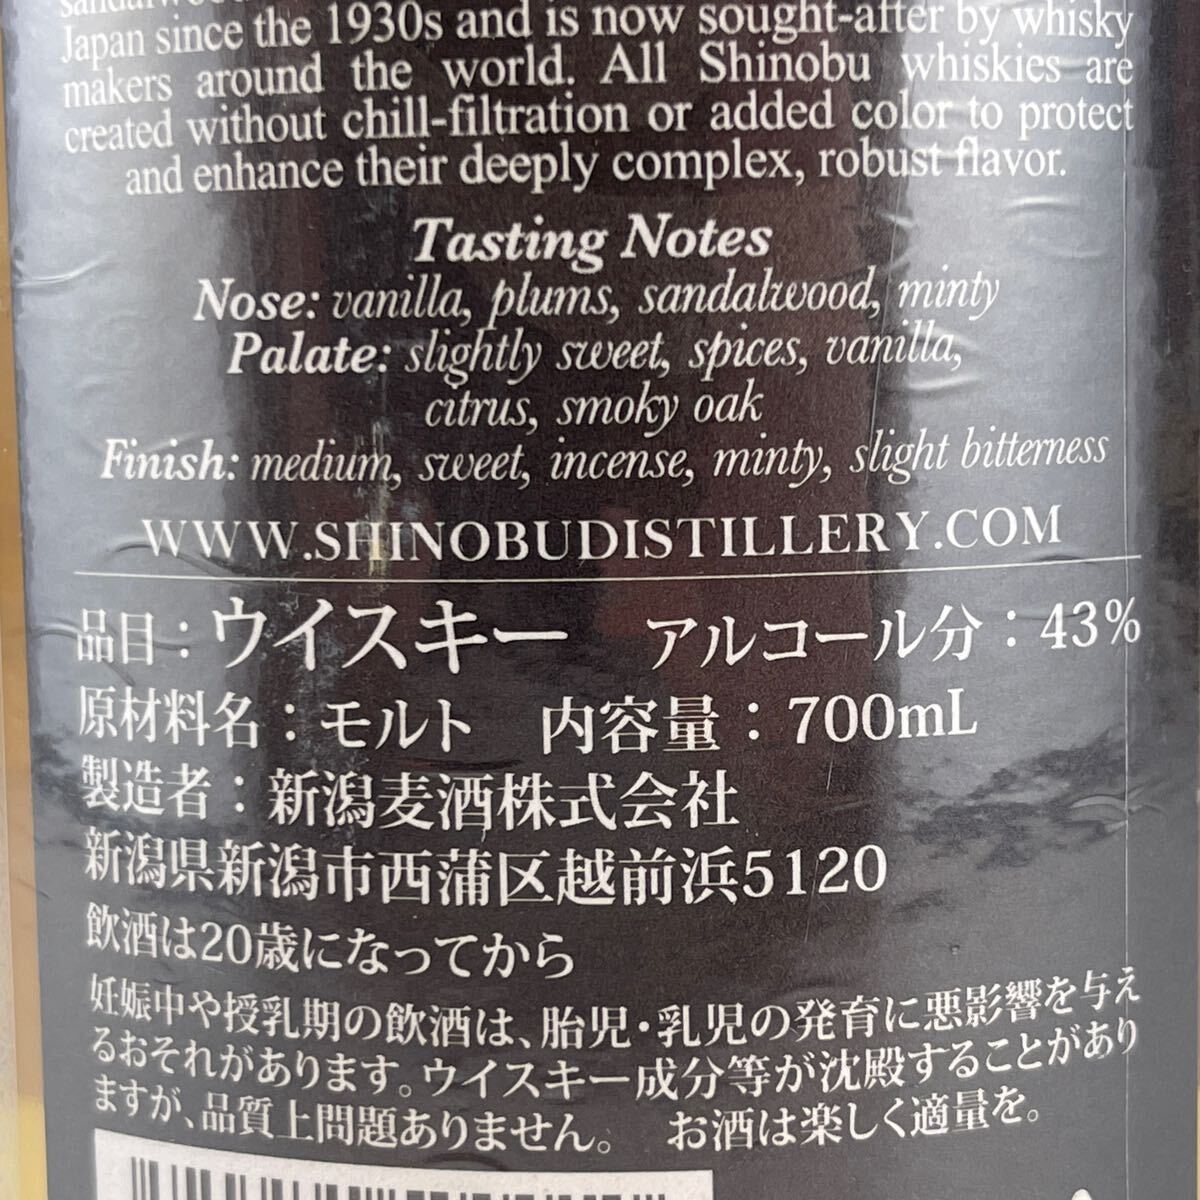 Japan since the 1930s and is now sought-after by whisky
makers around the world. All Shinobu whiskies are
created without chill-filtration or added color to protect
and enhance their deeply complex, robust flavor.
Tasting Notes
Nose: vanilla, plums, sandalwood, minty
Palate: slightly sweet, spices, vanilla,
citrus, smoky oak
Finish: medium, sweet, incense, minty, slight bitterness
WWW.SHINOBUDISTILLERY.COM
品目：ウイスキー　アルコール分：43%
原材料名：モルト　内容量：700mL
製造者：新潟麦酒株式会社
新潟県新潟市西蒲区越前浜5120
飲酒は20歳になってから
妊娠中や授乳期の飲酒は、胎児・乳児の発育に悪影響を与え
るおそれがあります。ウイスキー成分等が沈殿することがあり
ますが、品質上問題ありません。　お酒は楽しく適量を。